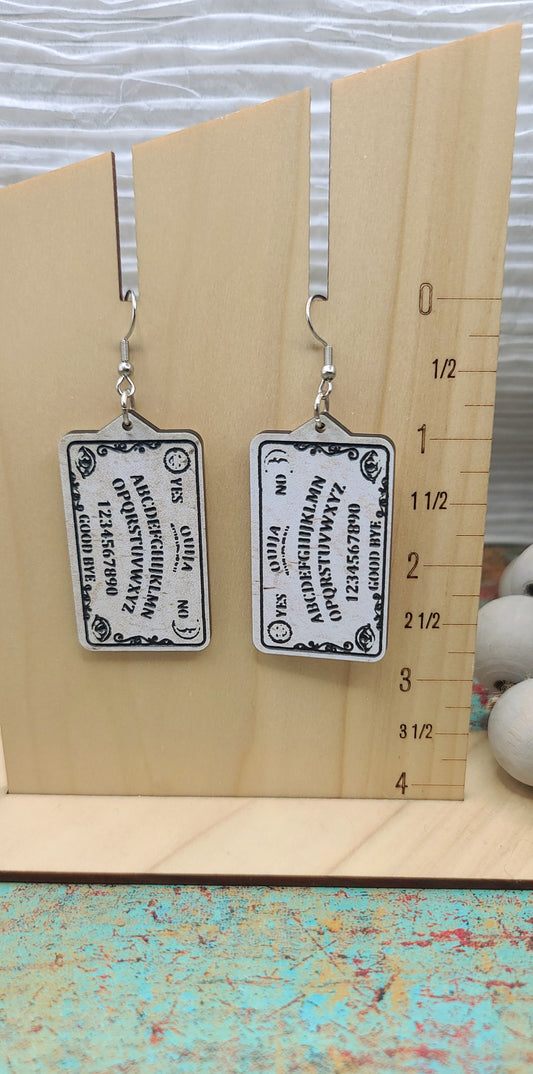 YES OUIJA NO
ABCDEFGHIJKLMN
OPQRSTUVWXYZ
1234567890
GOOD BYE
YES OUIJA NO
ABCDEFGHIJKLMN
OPQRSTUVWXYZ
1234567890
GOOD BYE
0
1/2
1
1 1/2
2
2 1/2
3
3 1/2
4